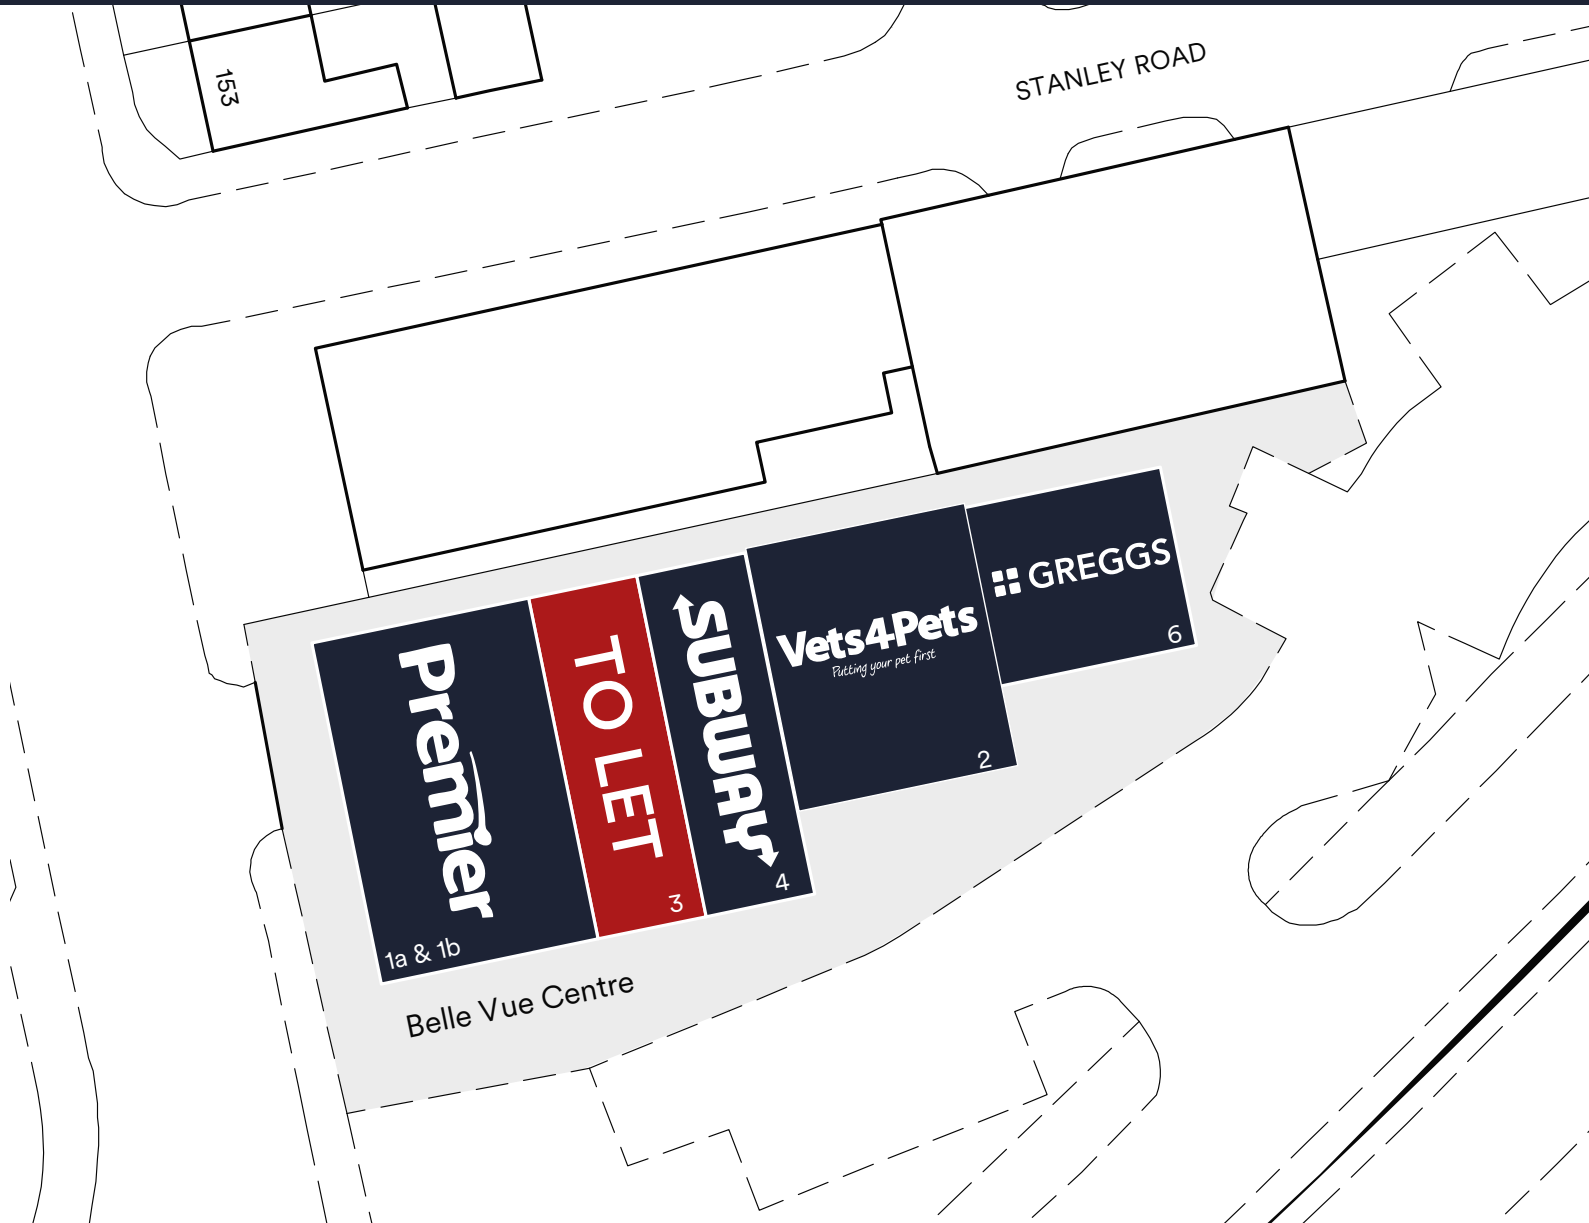 153
STANLEY ROAD
Premier
1a & 1b
TO LET
3
SUBWAY
4
Vets4Pets
Putting your pet first
2
GREGGS
6
Belle Vue Centre